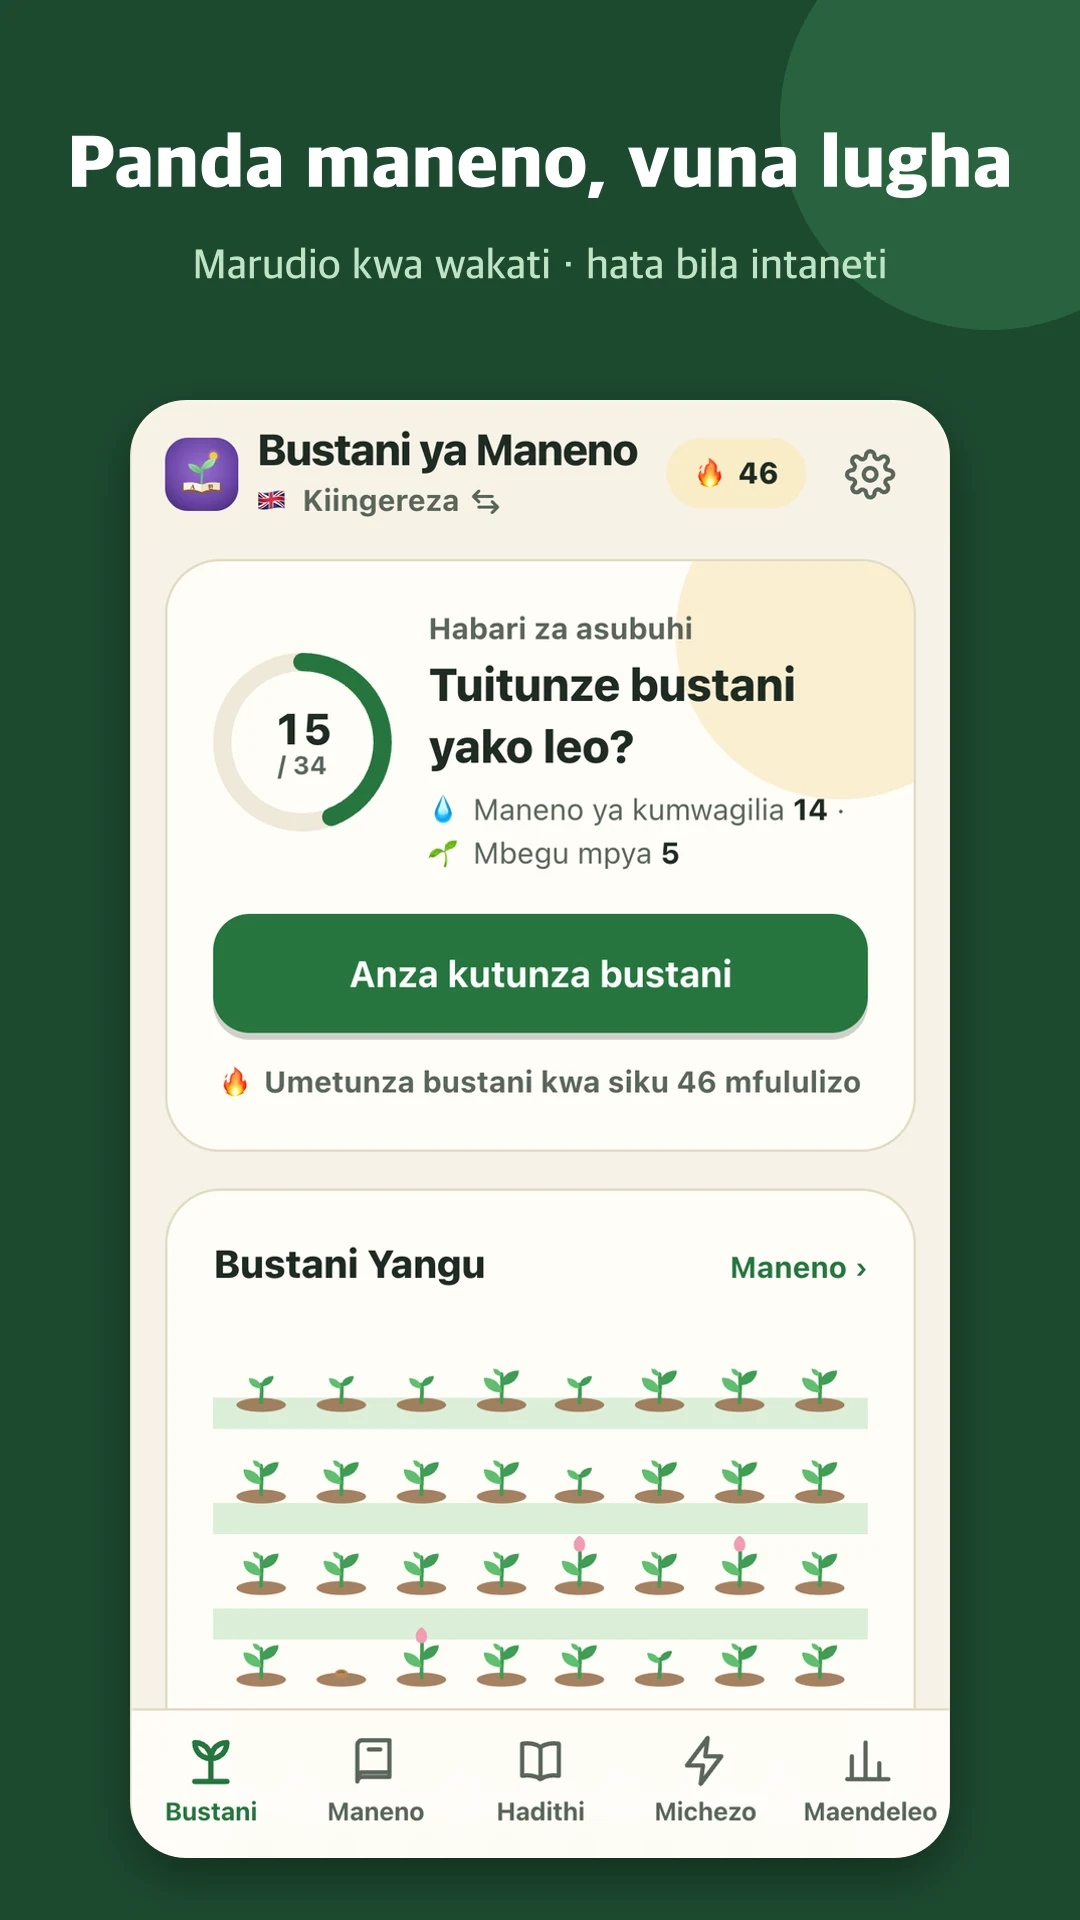 Panda maneno, vuna lugha
Marudio kwa wakati · hata bila intaneti
Bustani ya Maneno
Kiingereza
46
Habari za asubuhi
Tuitunze bustani
yako leo?
15
/ 34
Maneno ya kumwagilia 14 ·
Mbegu mpya 5
Anza kutunza bustani
Umetunza bustani kwa siku 46 mfululizo
Bustani Yangu
Maneno ›
Bustani
Maneno
Hadithi
Michezo
Maendeleo